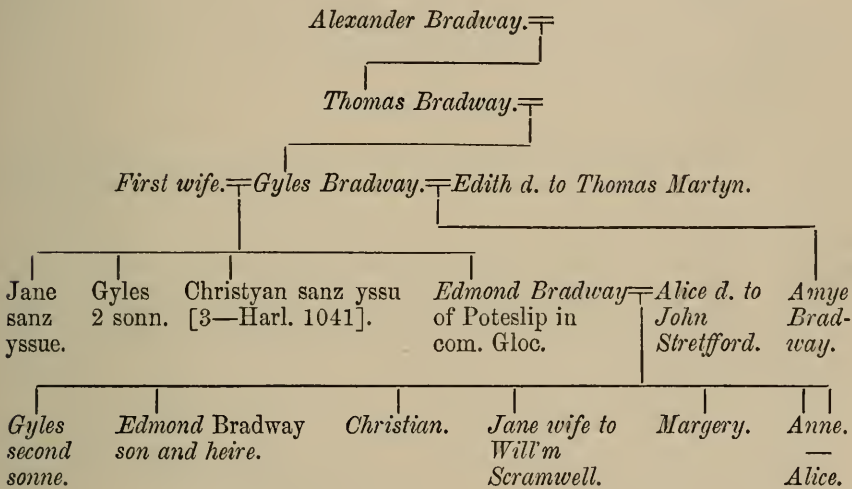 Alexander Bradway.
Thomas Bradway.
First wife. Gyles Bradway. Edith d. to Thomas Martyn.
Jane
sanz
yssue.
Gyles
2 sonn.
Christyan sanz yssu
[3—Harl. 1041].
Edmond Bradway
of Poteslip in
com. Gloc.
Alice d. to
John
Stretfford.
Amye
Brad-
way.
Gyles
second
sonne.
Edmond Bradway
son and heire.
Christian.
Jane wife to
Will'm
Scramwell.
Margery.
Anne.
—
Alice.